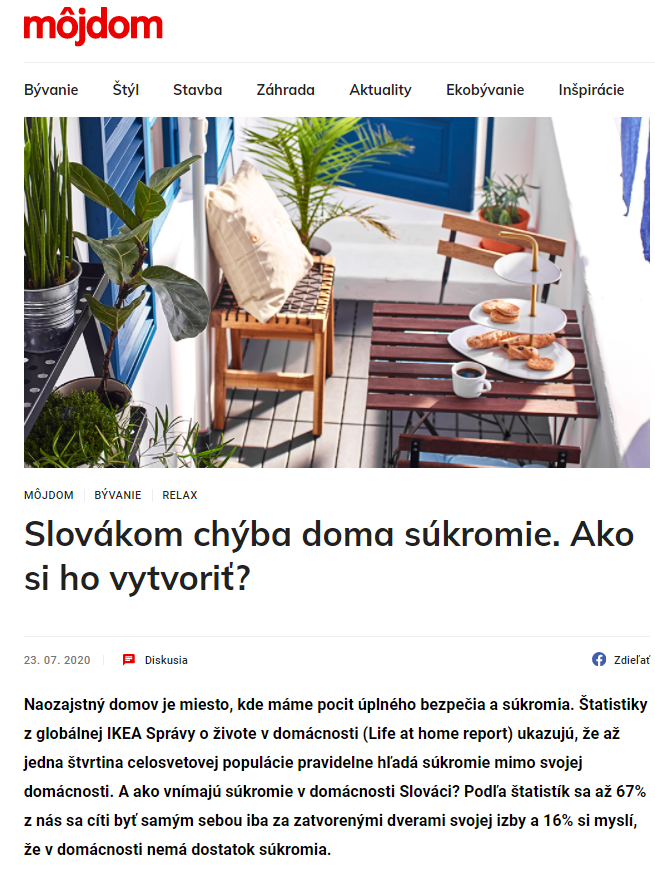 môjdom
Bývanie Štýl Stavba Záhrada Aktuality Ekobývanie Inšpirácie
MÔJDOM BÝVANIE RELAX
Slovákom chýba doma súkromie. Ako
si ho vytvoriť?
23. 07. 2020 Diskusia Zdieľať
Naozajstný domov je miesto, kde máme pocit úplného bezpečia a súkromia. Štatistiky
z globálnej IKEA Správy o živote v domácnosti (Life at home report) ukazujú, že až
jedna štvrtina celosvetovej populácie pravidelne hľadá súkromie mimo svojej
domácnosti. A ako vnímajú súkromie v domácnosti Slováci? Podľa štatistík sa až 67%
z nás sa cíti byť samým sebou iba za zatvorenými dverami svojej izby a 16% si myslí,
že v domácnosti nemá dostatok súkromia.